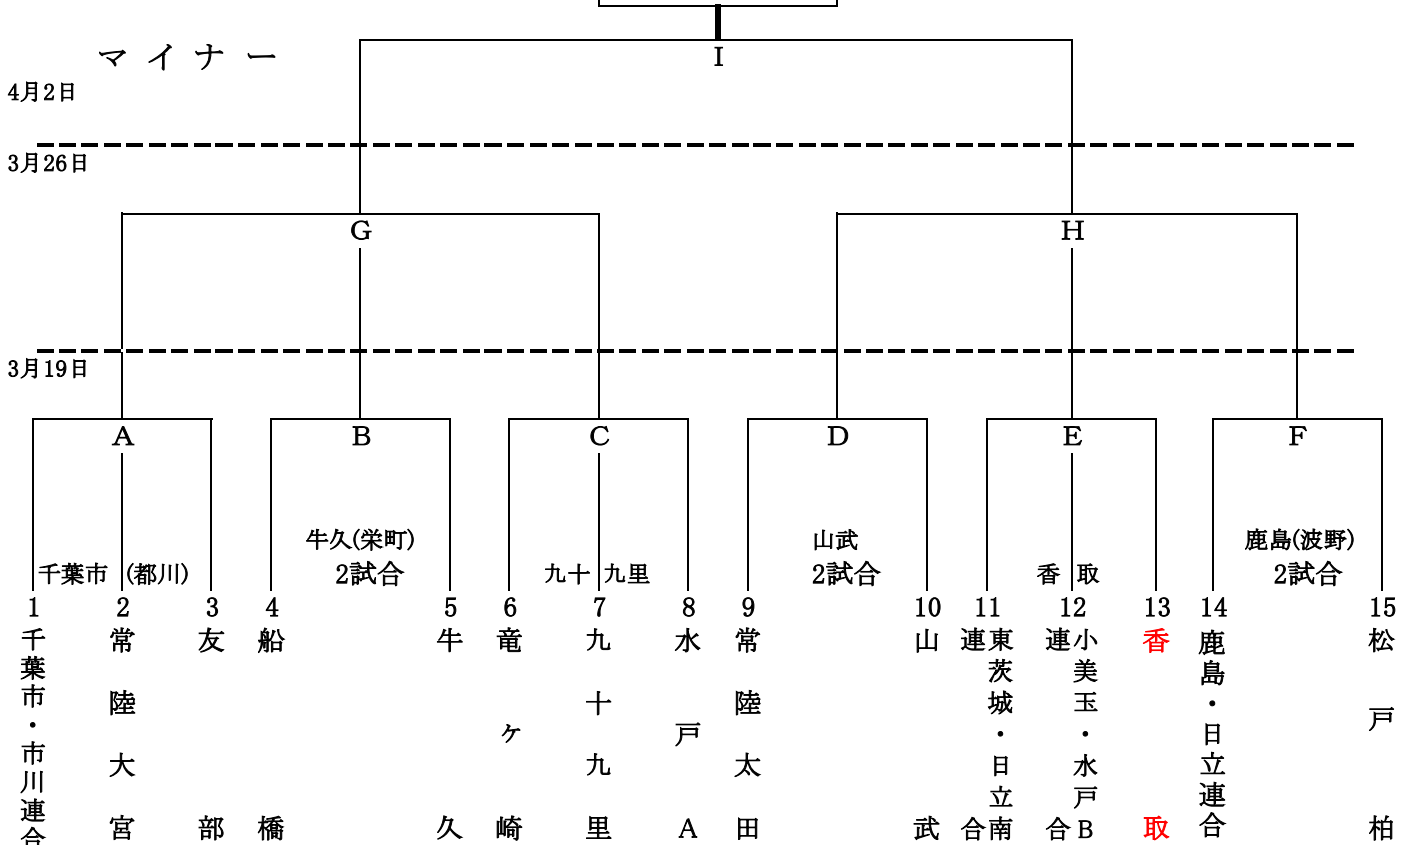 マイナー
I
4月2日
3月26日
G
H
3月19日
A
B
C
D
E
F
千葉市 (都川)
牛久(栄町)
2試合
九十九里
山武
2試合
香取
鹿島(波野)
2試合
1
2
3
4
5
6
7
8
9
10
11
12
13
14
15
千葉市・市川連合
常陸大宮
友部
船橋
牛久
竜ヶ崎
九十九里
水戸A
常陸太田
山武
東茨城・日立南
連合
小美玉・水戸B
連合
香取
鹿島・日立連合
松戸柏